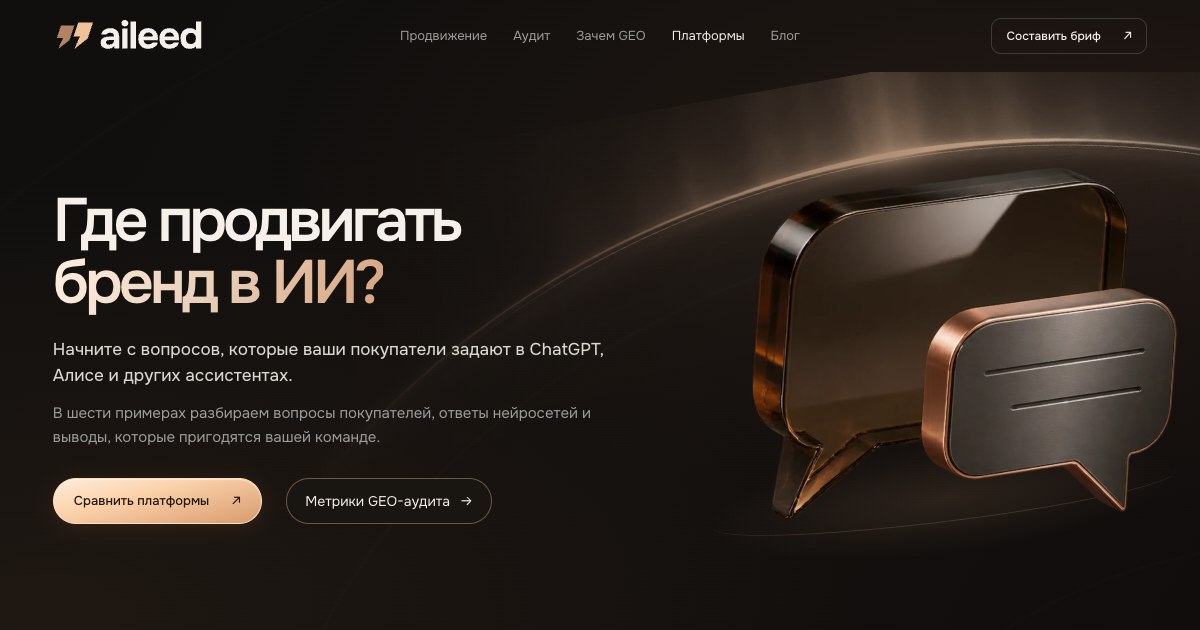 aileed
Продвижение
Аудит
Зачем GEO
Платформы
Блог
Составить бриф ↗
Где продвигать
бренд в ИИ?
Начните с вопросов, которые ваши покупатели задают в ChatGPT,
Алисе и других ассистентах.
В шести примерах разбираем вопросы покупателей, ответы нейросетей и
выводы, которые пригодятся вашей команде.
Сравнить платформы ↗
Метрики GEO-аудита →